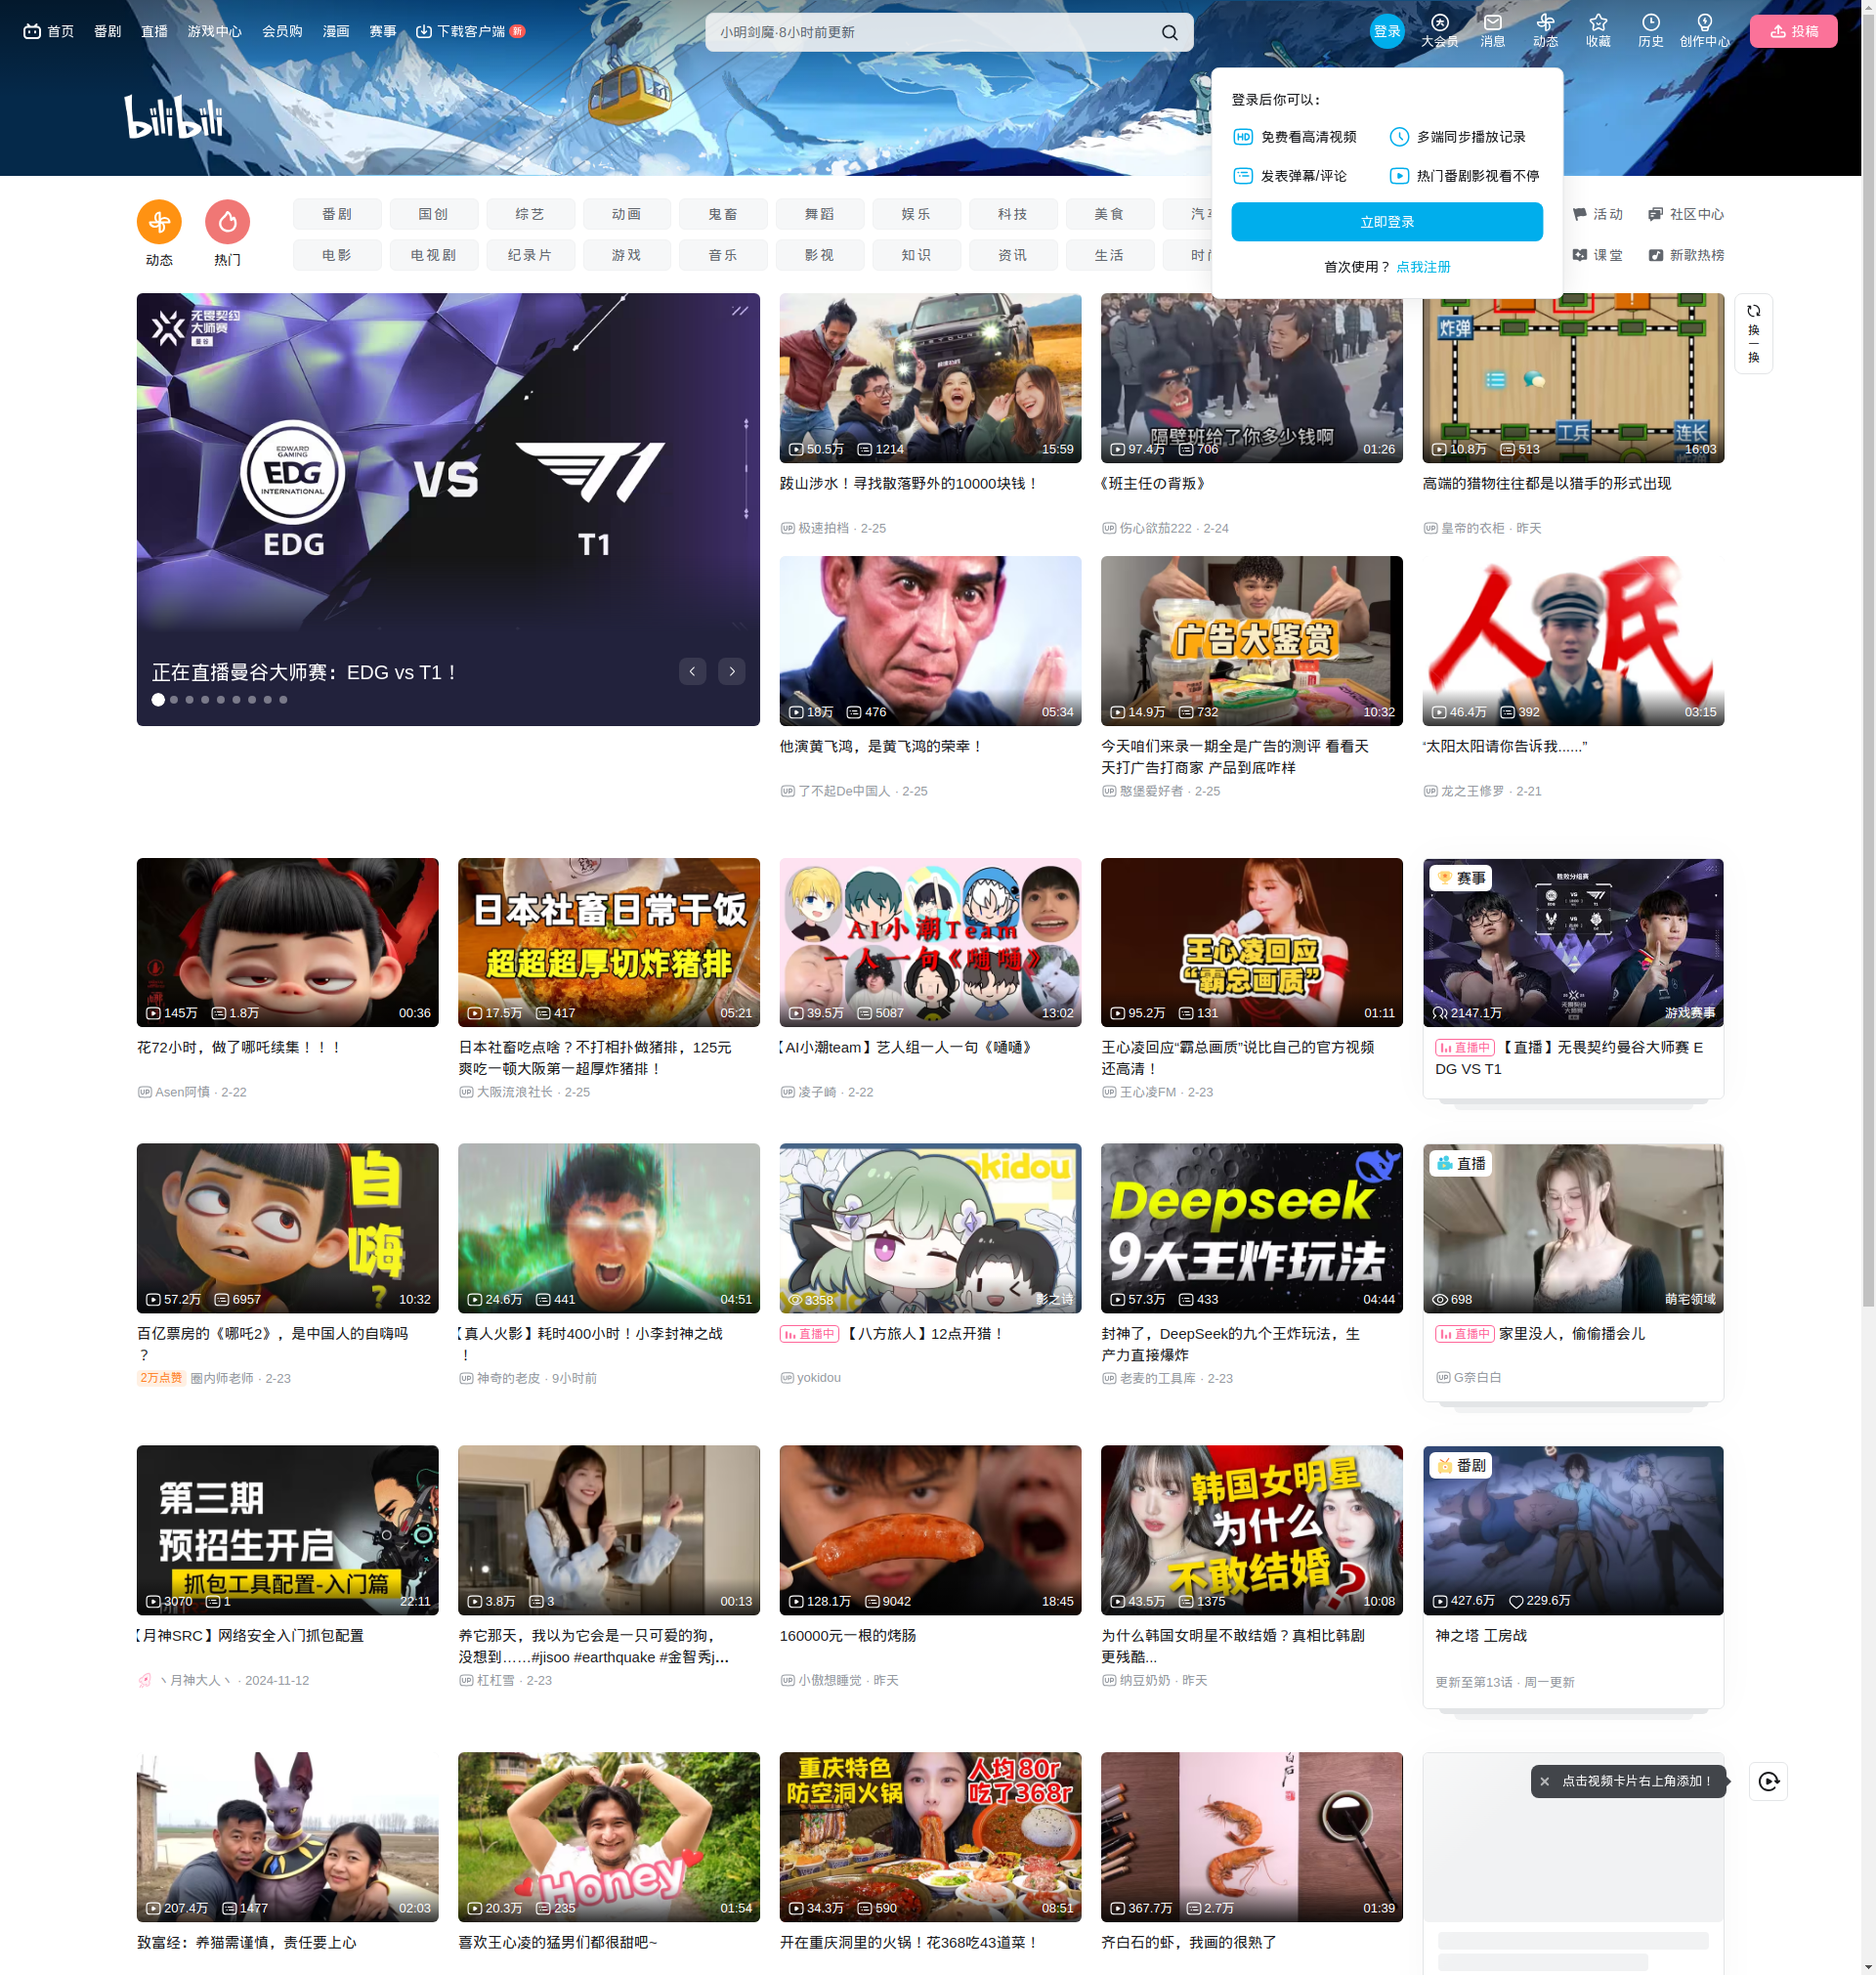 首页 番剧 直播 游戏中心 会员购 漫画 赛事 下载客户端 新
小明剑魔·8小时前更新
登录 大会员 消息 动态 收藏 历史 创作中心 投稿
bilibili
登录后你可以：
免费看高清视频 多端同步播放记录
发表弹幕/评论 热门番剧影视看不停
立即登录
首次使用？点我注册
动态 热门
番剧 国创 综艺 动画 鬼畜 舞蹈 娱乐 科技 美食
电影 电视剧 纪录片 游戏 音乐 影视 知识 资讯 生活
活动 社区中心
课堂 新歌热榜
换一换
无畏契约
大师赛
曼谷
EDWARD
GAMING
EDG
INTERNATIONAL
VS
T1
EDG T1
正在直播曼谷大师赛：EDG vs T1！
50.5万 1214 15:59
跋山涉水！寻找散落野外的10000块钱！
极速拍档 · 2-25
隔壁班给了你多少钱啊
97.4万 706 01:26
《班主任の背叛》
伤心欲茄222 · 2-24
炸弹
工兵 连长
10.8万 513 16:03
高端的猎物往往都是以猎手的形式出现
皇帝的衣柜 · 昨天
18万 476 05:34
他演黄飞鸿，是黄飞鸿的荣幸！
了不起De中国人 · 2-25
广告大鉴赏
14.9万 732 10:32
今天咱们来录一期全是广告的测评 看看天
天打广告打商家 产品到底咋样
憨堡爱好者 · 2-25
人民
46.4万 392 03:15
“太阳太阳请你告诉我......”
龙之王修罗 · 2-21
145万 1.8万 00:36
花72小时，做了哪吒续集！！！
Asen阿慎 · 2-22
日本社畜日常干饭
超超超厚切炸猪排
17.5万 417 05:21
日本社畜吃点啥？不打相扑做猪排，125元
爽吃一顿大阪第一超厚炸猪排！
大阪流浪社长 · 2-25
AI小潮Team
一人一句《嗵嗵》
39.5万 5087 13:02
【AI小潮team】艺人组一人一句《嗵嗵》
凌子崎 · 2-22
王心凌回应
“霸总画质”
95.2万 131 01:11
王心凌回应“霸总画质”说比自己的官方视频
还高清！
王心凌FM · 2-23
赛事
2147.1万 游戏赛事
直播中 【直播】无畏契约曼谷大师赛 E
DG VS T1
自嗨？
57.2万 6957 10:32
百亿票房的《哪吒2》，是中国人的自嗨吗
？
2万点赞 圈内师老师 · 2-23
24.6万 441 04:51
【真人火影】耗时400小时！小李封神之战
！
神奇的老皮 · 9小时前
okidou
3358 影之诗
直播中 【八方旅人】12点开猎！
yokidou
Deepseek
9大王炸玩法
57.3万 433 04:44
封神了，DeepSeek的九个王炸玩法，生
产力直接爆炸
老麦的工具库 · 2-23
直播
698 萌宅领域
直播中 家里没人，偷偷播会儿
G奈白白
第三期
预招生开启
抓包工具配置-入门篇
3070 1 22:11
【月神SRC】网络安全入门抓包配置
丶月神大人丶 · 2024-11-12
3.8万 3 00:13
养它那天，我以为它会是一只可爱的狗，
没想到……#jisoo #earthquake #金智秀j...
杠杠雪 · 2-23
128.1万 9042 18:45
160000元一根的烤肠
小傲想睡觉 · 昨天
韩国女明星
为什么
不敢结婚？
43.5万 1375 10:08
为什么韩国女明星不敢结婚？真相比韩剧
更残酷...
纳豆奶奶 · 昨天
番剧
427.6万 229.6万
神之塔 工房战
更新至第13话 · 周一更新
207.4万 1477 02:03
致富经：养猫需谨慎，责任要上心
Honey
20.3万 235 01:54
喜欢王心凌的猛男们都很甜吧~
重庆特色
防空洞火锅
人均80r
吃了368r
34.3万 590 08:51
开在重庆洞里的火锅！花368吃43道菜！
367.7万 2.7万 01:39
齐白石的虾，我画的很熟了
点击视频卡片右上角添加！